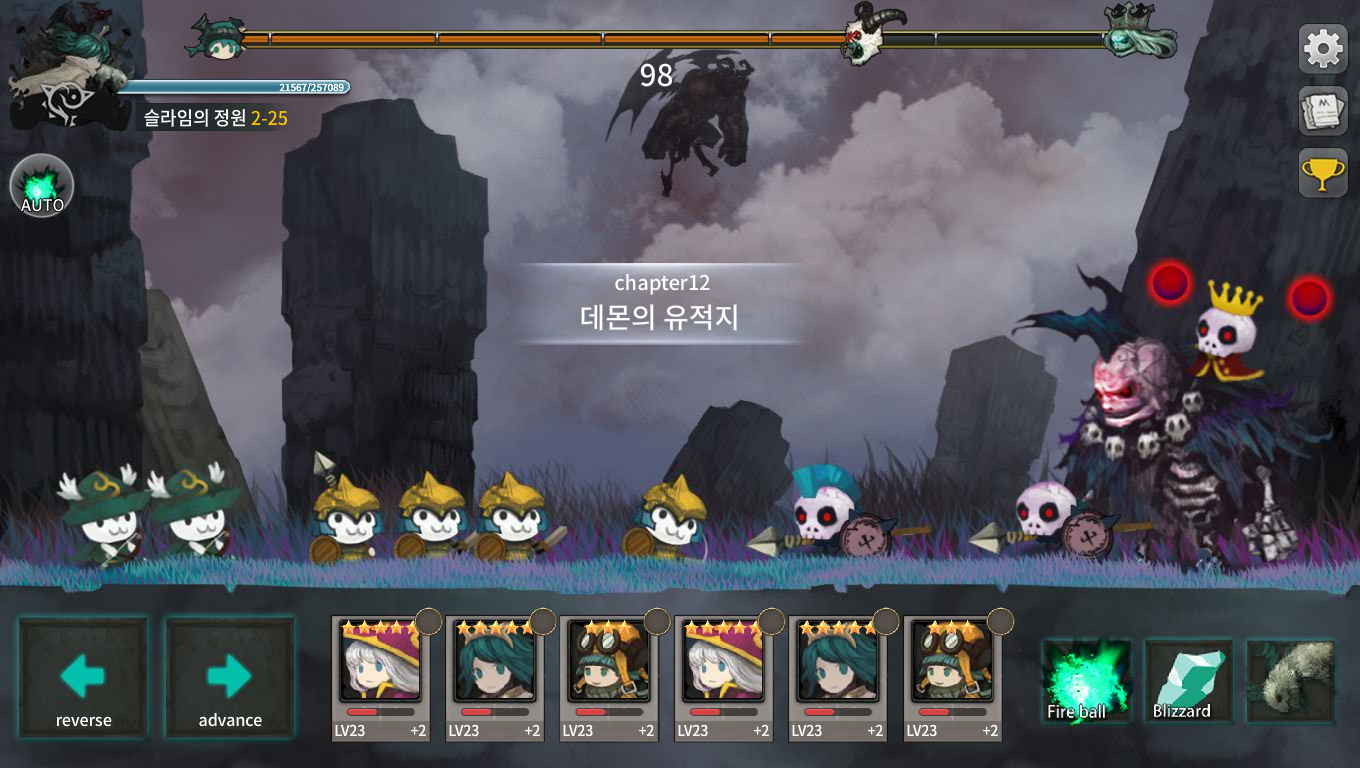 98
21567/257089
슬라임의 정원 2-25
AUTO
chapter12
데몬의 유적지
reverse
advance
LV23 +2
LV23 +2
LV23 +2
LV23 +2
LV23 +2
LV23 +2
Fire ball
Blizzard